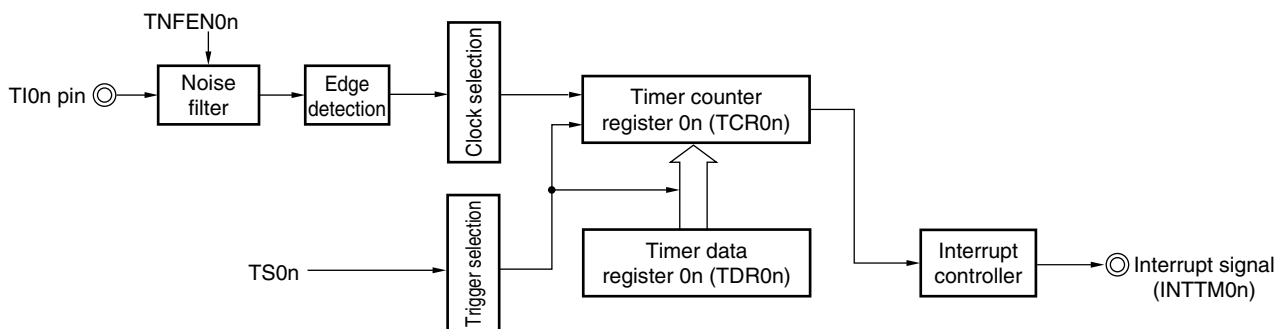 TNFEN0n
TI0n pin
Noise
filter
Edge
detection
Clock selection
Timer counter
register 0n (TCR0n)
TS0n
Trigger selection
Timer data
register 0n (TDR0n)
Interrupt
controller
Interrupt signal
(INTTM0n)